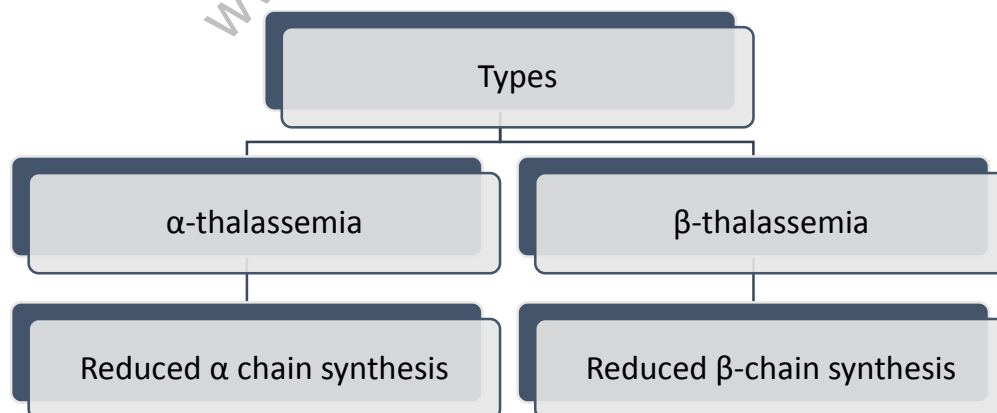 Types
α-thalassemia
β-thalassemia
Reduced α chain synthesis
Reduced β-chain synthesis